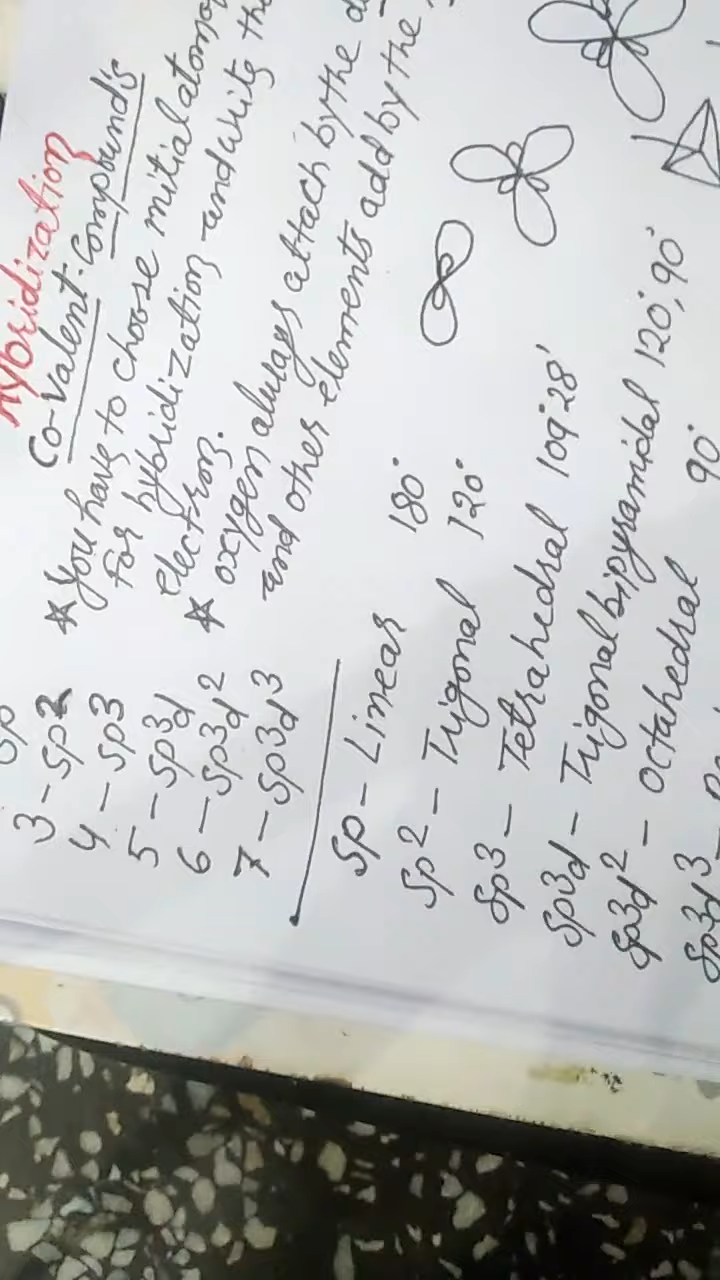 Hybridization
Co-valent-compounds
* You have to choose initial atom
for hybridization and write the
electron.
* oxygen always attach by the
and other elements add by the
Sp
3 - Sp2
4 - Sp3
5 - Sp3d
6 - Sp3d2
7 - Sp3d3
Sp - Linear 180°
Sp2 - Trigonal 120°
Sp3 - Tetrahedral 109°28'
Sp3d - Trigonal bipyramidal 120°, 90°
Sp3d2 - Octahedral 90°
Sp3d3 -